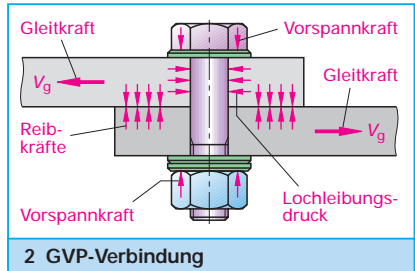 Gleitkraft
Vorspannkraft
Vg
Gleitkraft
Vg
Reib-
kräfte
Lochleibungs-
druck
Vorspannkraft
2 GVP-Verbindung